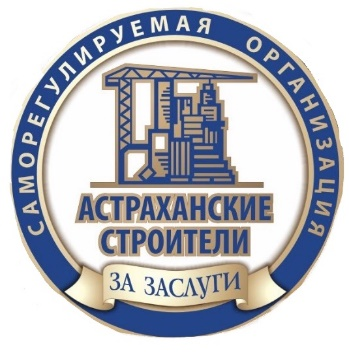 САМОРЕГУЛИРУЕМАЯ ОРГАНИЗАЦИЯ
АСТРАХАНСКИЕ
СТРОИТЕЛИ
ЗА ЗАСЛУГИ